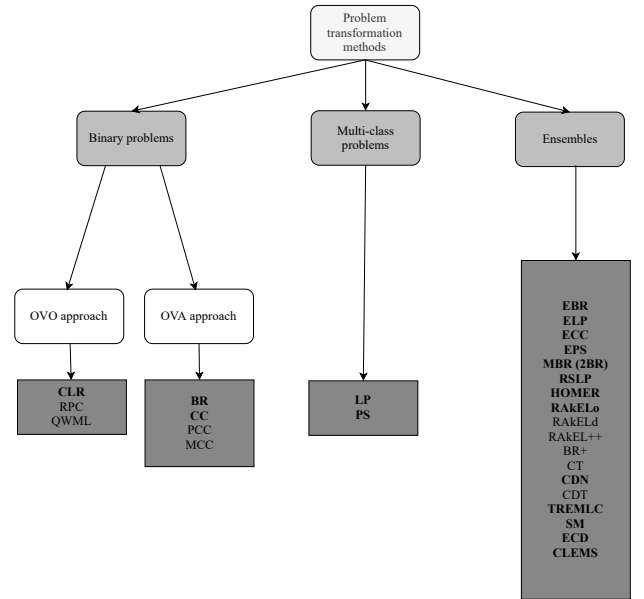 Problem
transformation
methods
Binary problems
Multi-class
problems
Ensembles
OVO approach
OVA approach
CLR
RPC
QWML
BR
CC
PCC
MCC
LP
PS
EBR
ELP
ECC
EPS
MBR (2BR)
RSLP
HOMER
RAkELo
RAkELd
RAkEL++
BR+
CT
CDN
CDT
TREMLC
SM
ECD
CLEMS